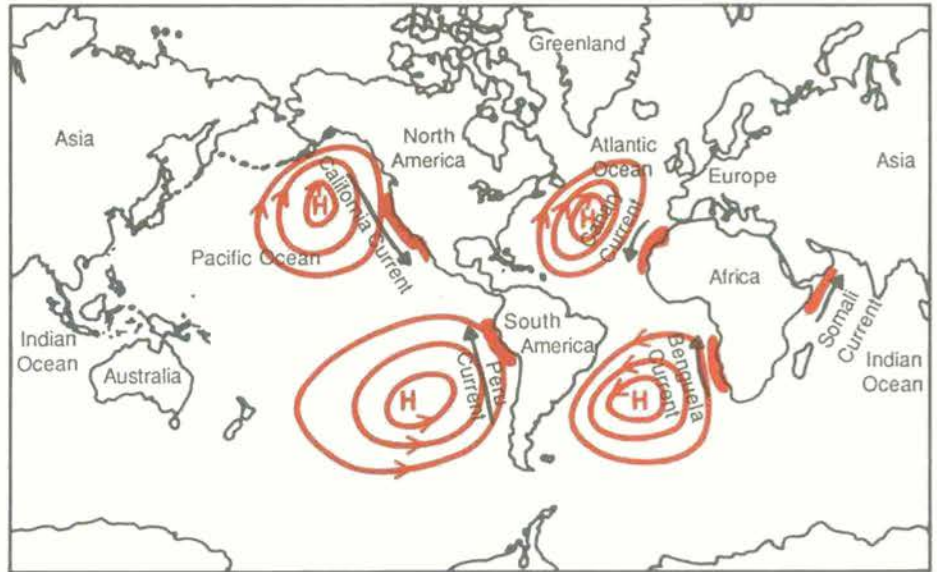 Greenland
Asia
North
America
Atlantic
Ocean
Europe
Asia
H
California Current
H
Canary
Current
Pacific Ocean
Africa
Somali
Current
Indian
Ocean
Australia
South
America
H
Peru
Current
H
Benguela
Current
Indian
Ocean